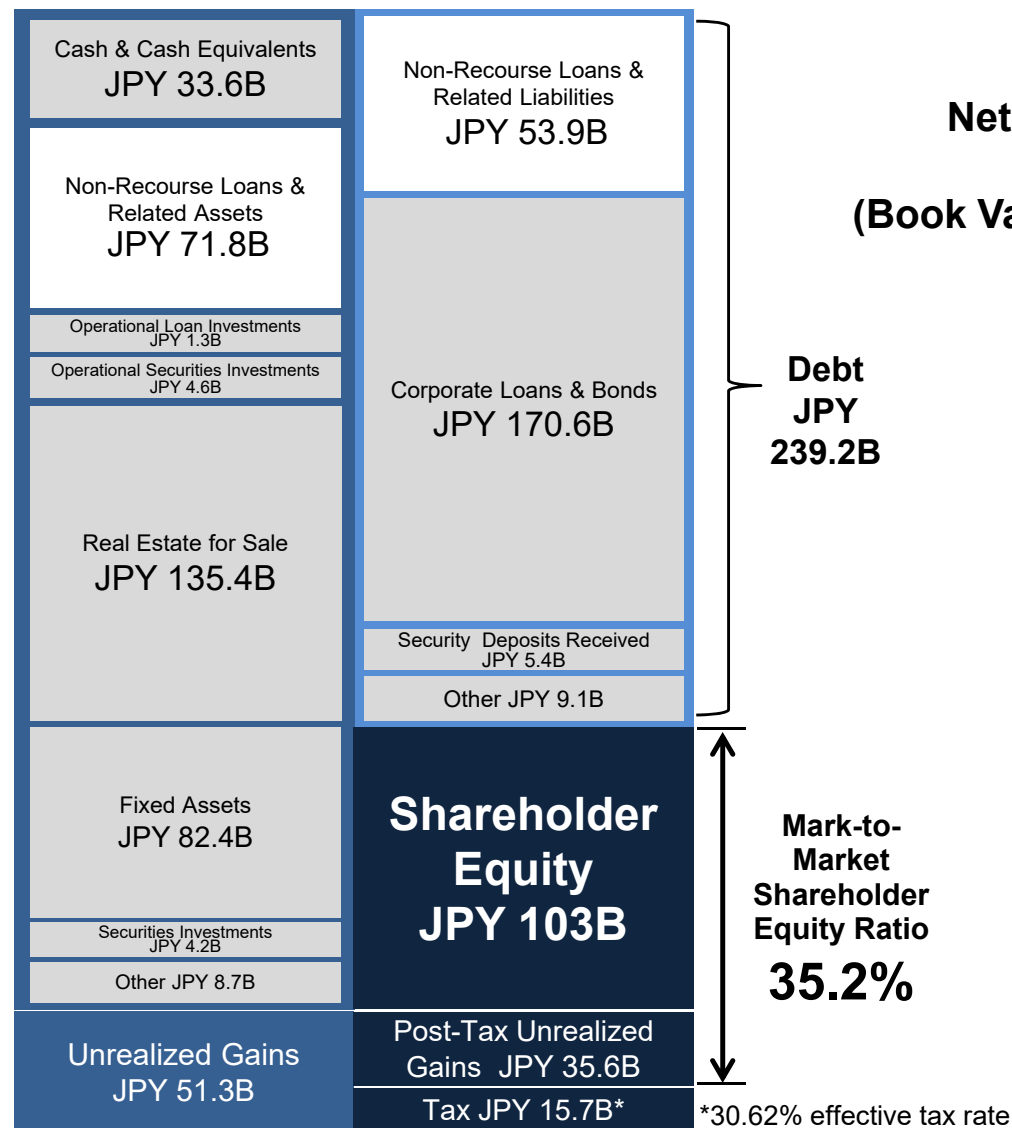 Cash & Cash Equivalents
JPY 33.6B
Non-Recourse Loans &
Related Assets
JPY 71.8B
Operational Loan Investments
JPY 1.3B
Operational Securities Investments
JPY 4.6B
Real Estate for Sale
JPY 135.4B
Fixed Assets
JPY 82.4B
Securities Investments
JPY 4.2B
Other JPY 8.7B
Unrealized Gains
JPY 51.3B
Non-Recourse Loans &
Related Liabilities
JPY 53.9B
Corporate Loans & Bonds
JPY 170.6B
Security Deposits Received
JPY 5.4B
Other JPY 9.1B
Shareholder
Equity
JPY 103B
Post-Tax Unrealized
Gains JPY 35.6B
Tax JPY 15.7B*
Net
(Book Va
Debt
JPY
239.2B
Mark-to-
Market
Shareholder
Equity Ratio
35.2%
*30.62% effective tax rate